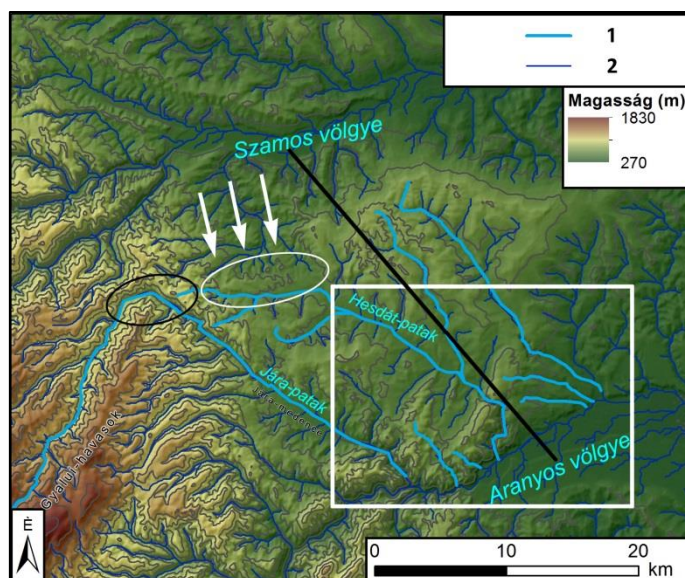 1
2
Magasság (m)
1830
270
Szamos völgye
Hesdát-patak
Jára-patak
Gyalui-havasok
Aranyos völgye
É
0 10 20
km